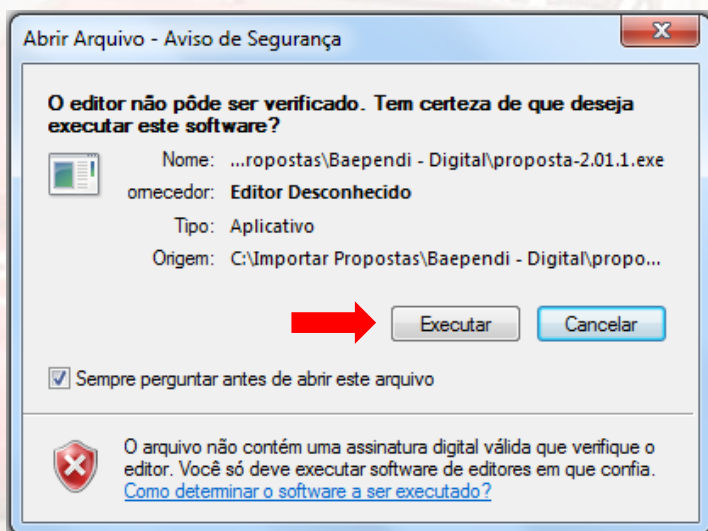 Abrir Arquivo - Aviso de Segurança
O editor não pôde ser verificado. Tem certeza de que deseja
executar este software?
Nome: ...ropostas\Baependi - Digital\proposta-2.01.1.exe
omecedor: Editor Desconhecido
Tipo: Aplicativo
Origem: C:\Importar Propostas\Baependi - Digital\propo...
Executar Cancelar
Sempre perguntar antes de abrir este arquivo
O arquivo não contém uma assinatura digital válida que verifique o
editor. Você só deve executar software de editores em que confia.
Como determinar o software a ser executado?